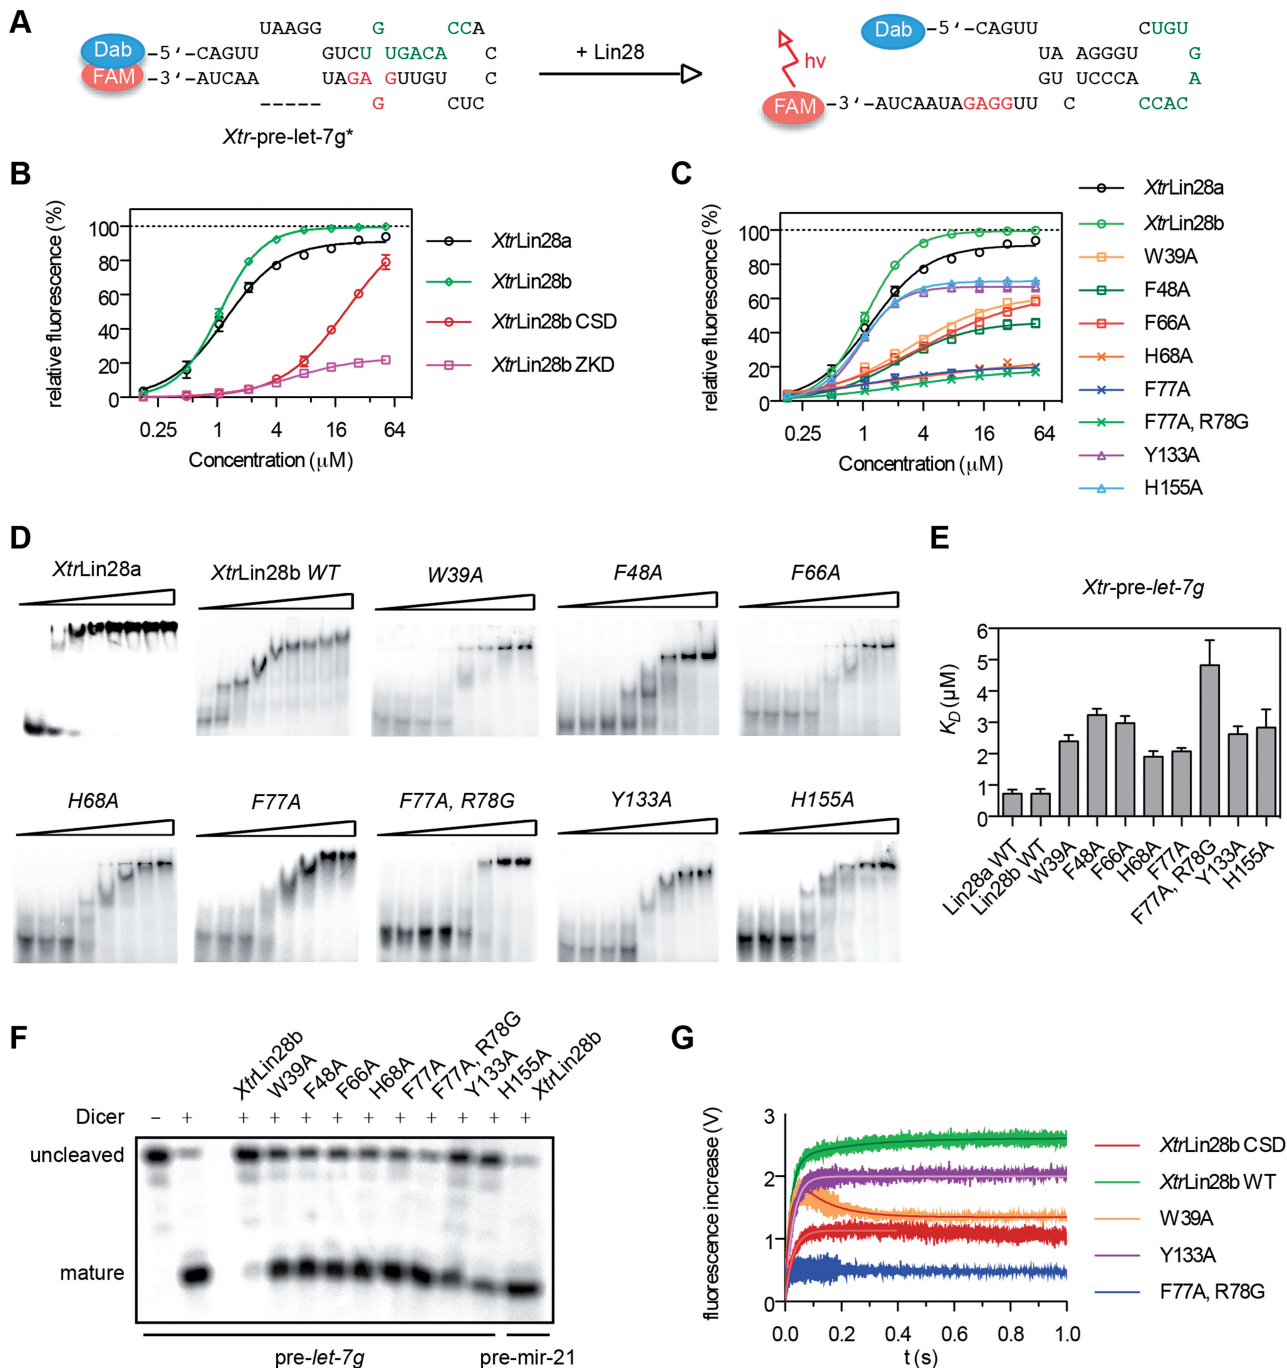 A
UAAGG G CCA
Dab -5'-CAGUU GUCU UGACA C
FAM -3'-AUCAA UAGA GUUGU C
----- G CUC
Xtr-pre-let-7g*
+ Lin28
hν
Dab -5'-CAGUU CUGU
UA AGGGU G
GU UCCCA A
FAM -3'-AUCAAUAGAGGUU C CCAC
B
relative fluorescence (%)
100
80
60
40
20
0
0.25 1 4 16 64
Concentration (μM)
XtrLin28a
XtrLin28b
XtrLin28b CSD
XtrLin28b ZKD
C
relative fluorescence (%)
100
80
60
40
20
0
0.25 1 4 16 64
Concentration (μM)
XtrLin28a
XtrLin28b
W39A
F48A
F66A
H68A
F77A
F77A, R78G
Y133A
H155A
D
XtrLin28a XtrLin28b WT W39A F48A F66A
H68A F77A F77A, R78G Y133A H155A
E
Xtr-pre-let-7g
KD (μM)
6
5
4
3
2
1
0
Lin28a WT
Lin28b WT
W39A
F48A
F66A
H68A
F77A
F77A, R78G
Y133A
H155A
F
XtrLin28b
W39A
F48A
F66A
H68A
F77A
F77A, R78G
Y133A
H155A
XtrLin28b
Dicer − + + + + + + + + + + +
uncleaved
mature
pre-let-7g pre-mir-21
G
fluorescence increase (V)
3
2
1
0
0.0 0.2 0.4 0.6 0.8 1.0
t (s)
XtrLin28b CSD
XtrLin28b WT
W39A
Y133A
F77A, R78G